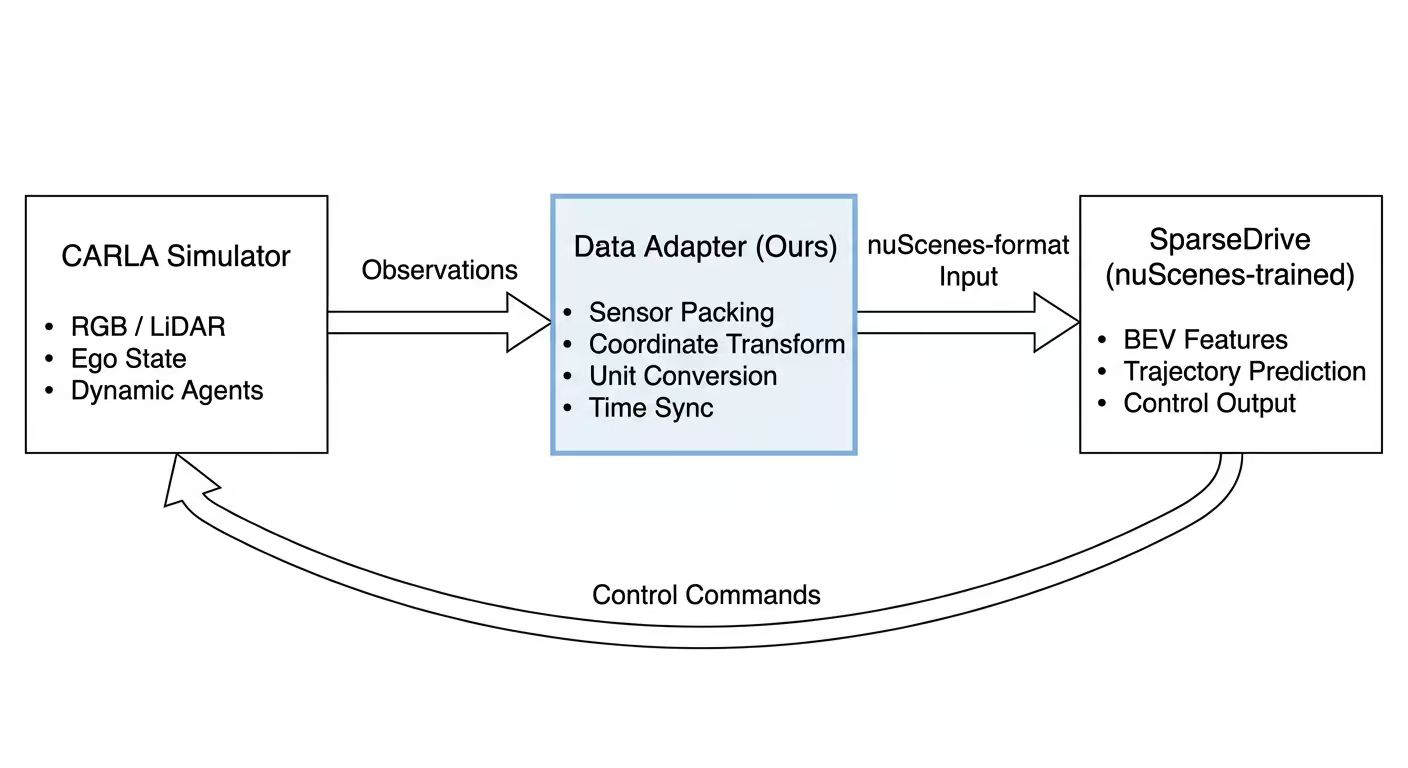 CARLA Simulator
• RGB / LiDAR
• Ego State
• Dynamic Agents
Observations
Data Adapter (Ours)
• Sensor Packing
• Coordinate Transform
• Unit Conversion
• Time Sync
nuScenes-format
Input
SparseDrive
(nuScenes-trained)
• BEV Features
• Trajectory Prediction
• Control Output
Control Commands